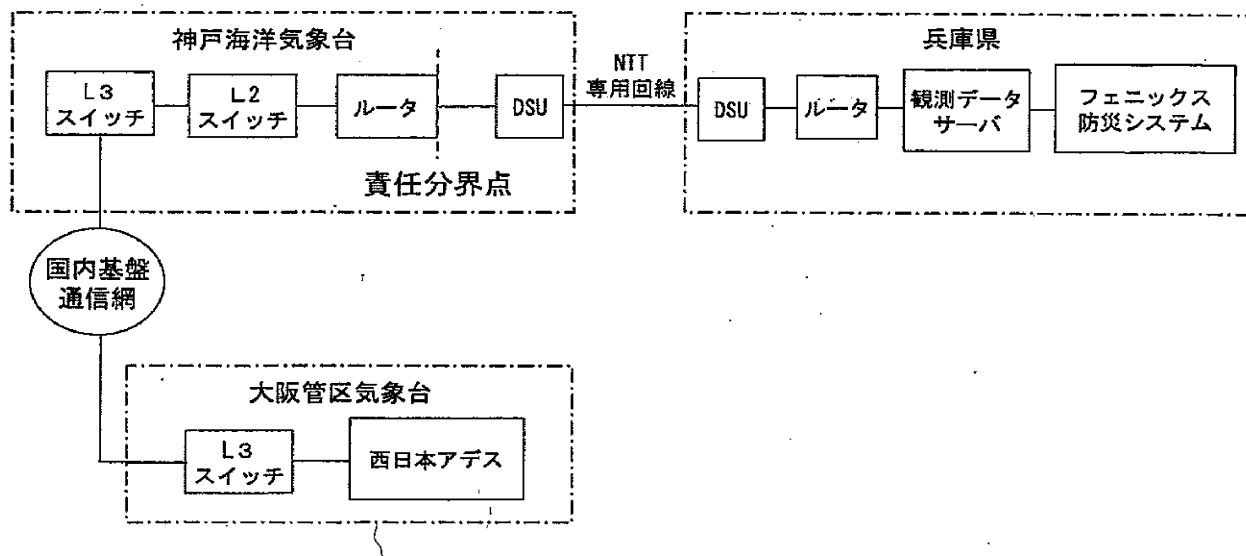 神戸海洋気象台
L3
スイッチ
L2
スイッチ
ルータ
DSU
責任分界点
NTT
専用回線
兵庫県
DSU
ルータ
観測データ
サーバ
フェニックス
防災システム
国内基盤
通信網
大阪管区気象台
L3
スイッチ
西日本アデス